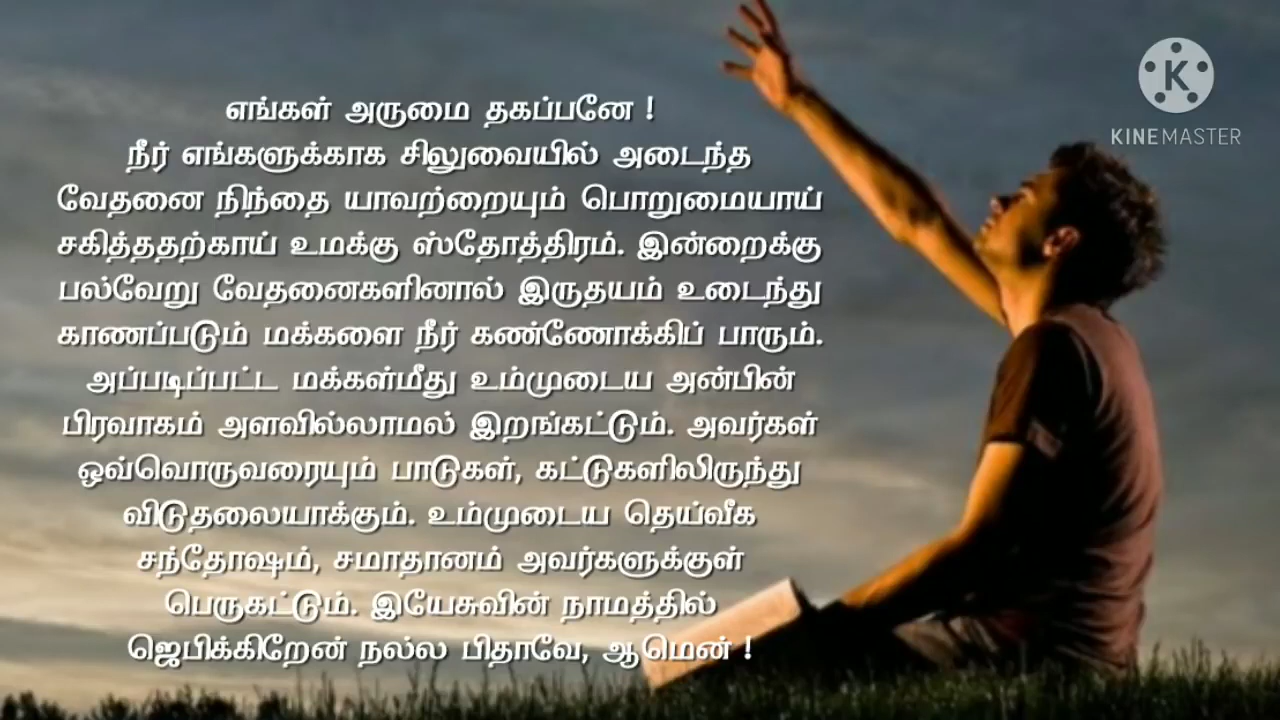 எங்கள் அருமை தகப்பனே !
நீர் எங்களுக்காக சிலுவையில் அடைந்த
வேதனை நிந்தை யாவற்றையும் பொறுமையாய்
சகித்ததற்காய் உமக்கு ஸ்தோத்திரம். இன்றைக்கு
பல்வேறு வேதனைகளினால் இருதயம் உடைந்து
காணப்படும் மக்களை நீர் கண்ணோக்கிப் பாரும்.
அப்படிப்பட்ட மக்கள்மீது உம்முடைய அன்பின்
பிரவாகம் அளவில்லாமல் இறங்கட்டும். அவர்கள்
ஒவ்வொருவரையும் பாடுகள், கட்டுகளிலிருந்து
விடுதலையாக்கும். உம்முடைய தெய்வீக
சந்தோஷம், சமாதானம் அவர்களுக்குள்
பெருகட்டும். இயேசுவின் நாமத்தில்
ஜெபிக்கிறேன் நல்ல பிதாவே, ஆமென் !
K
KINEMASTER